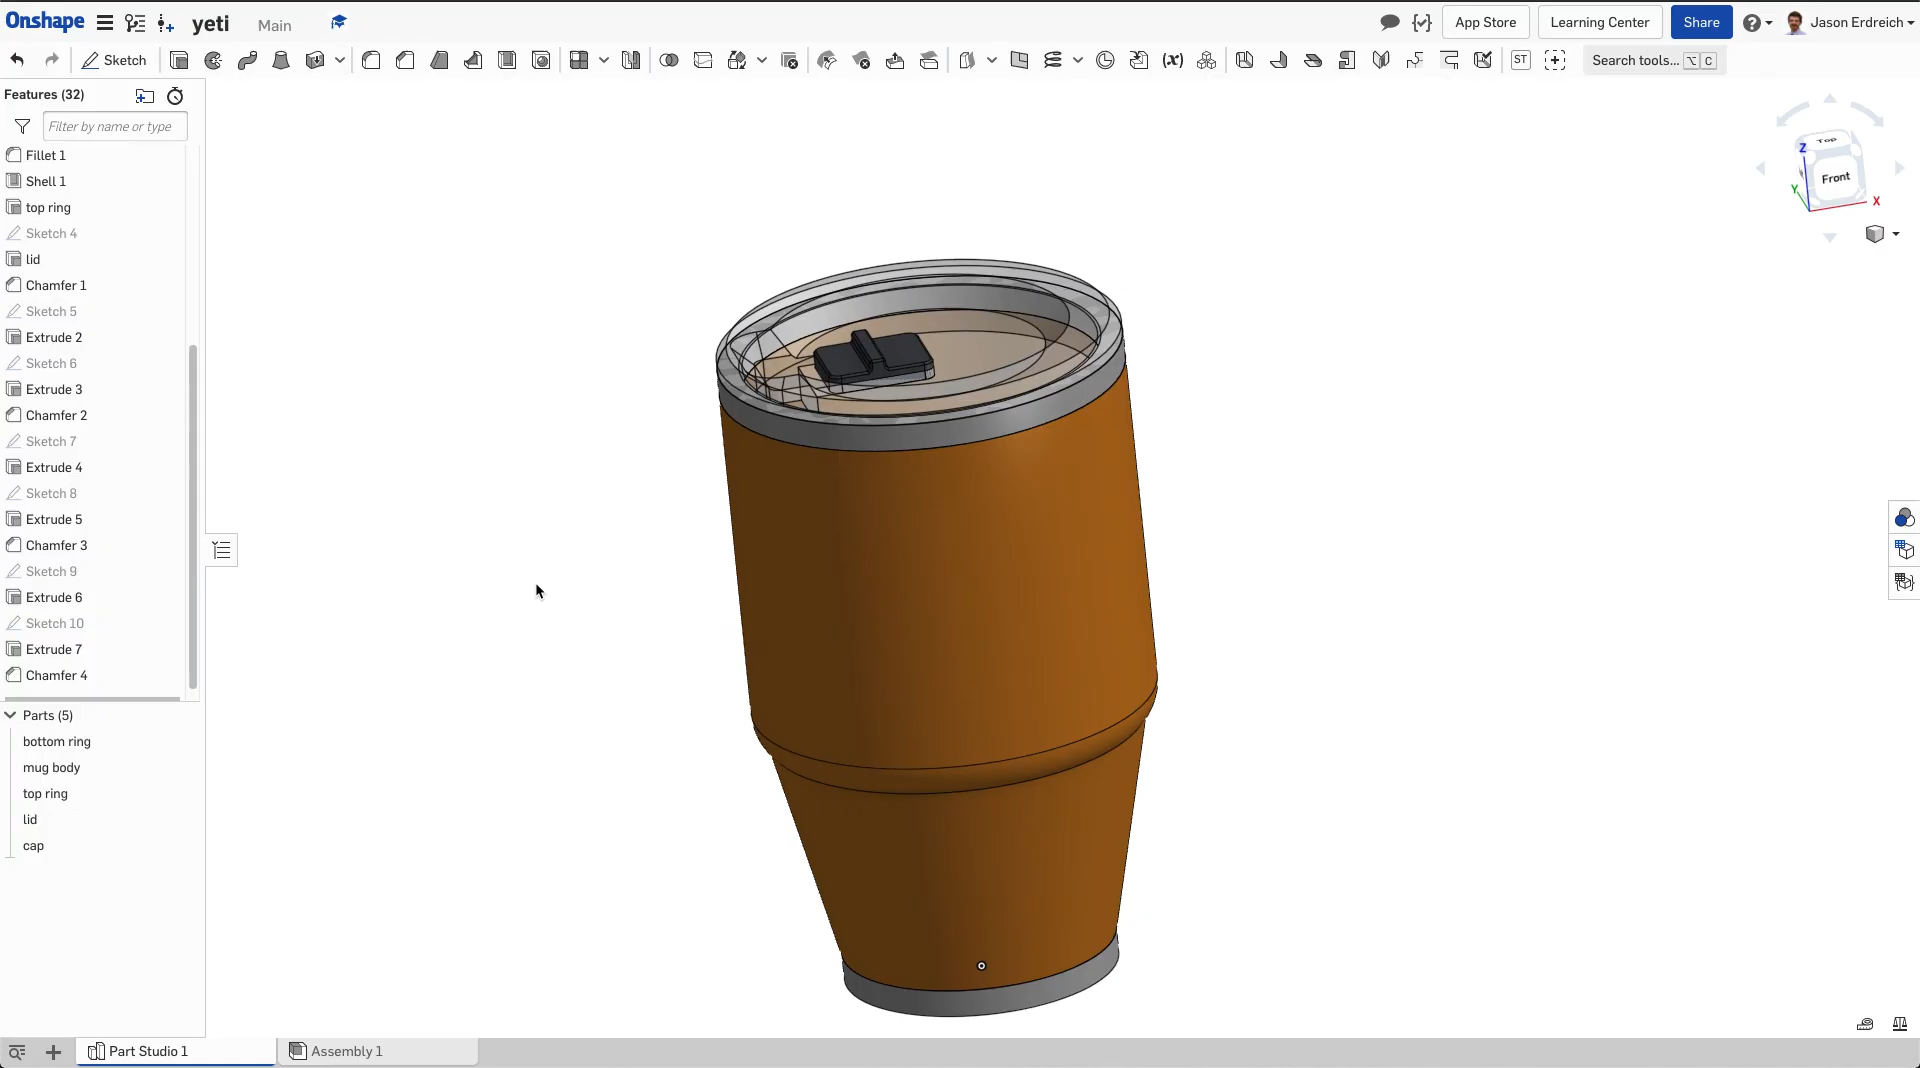 Onshape yeti Main App Store Learning Center Share Jason Erdreich
Sketch (x) ST Search tools... ⌥ C
Features (32)
Filter by name or type
Fillet 1
Shell 1
top ring
Sketch 4
lid
Chamfer 1
Sketch 5
Extrude 2
Sketch 6
Extrude 3
Chamfer 2
Sketch 7
Extrude 4
Sketch 8
Extrude 5
Chamfer 3
Sketch 9
Extrude 6
Sketch 10
Extrude 7
Chamfer 4
Parts (5)
bottom ring
mug body
top ring
lid
cap
Top
Z
Front
Y
X
Part Studio 1 Assembly 1